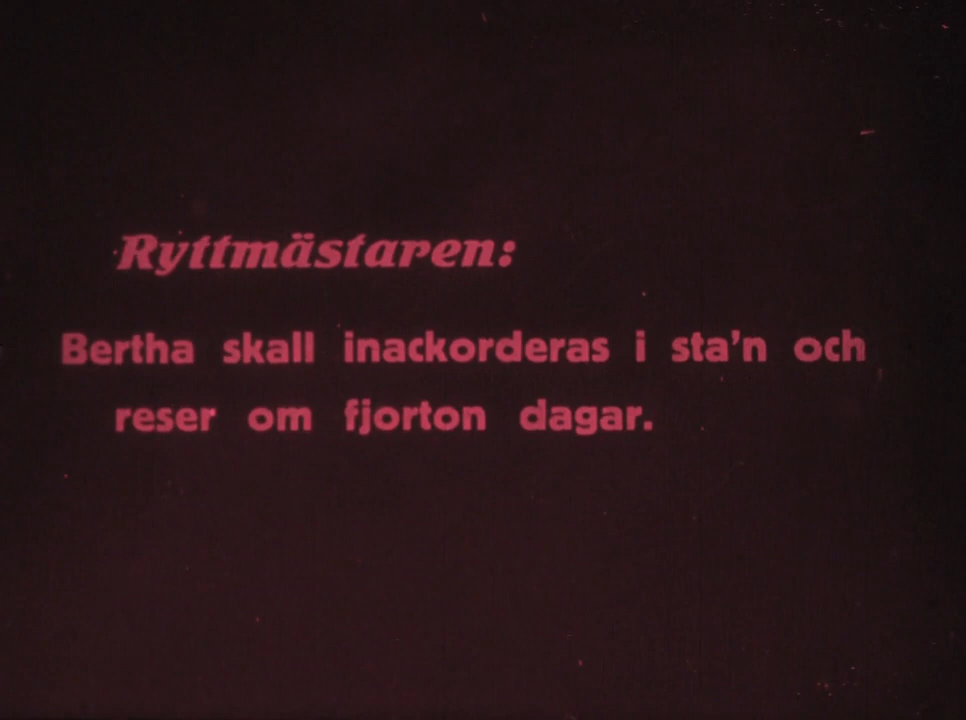 Ryttmästaren:
Bertha skall inackorderas i sta'n och
reser om fjorton dagar.